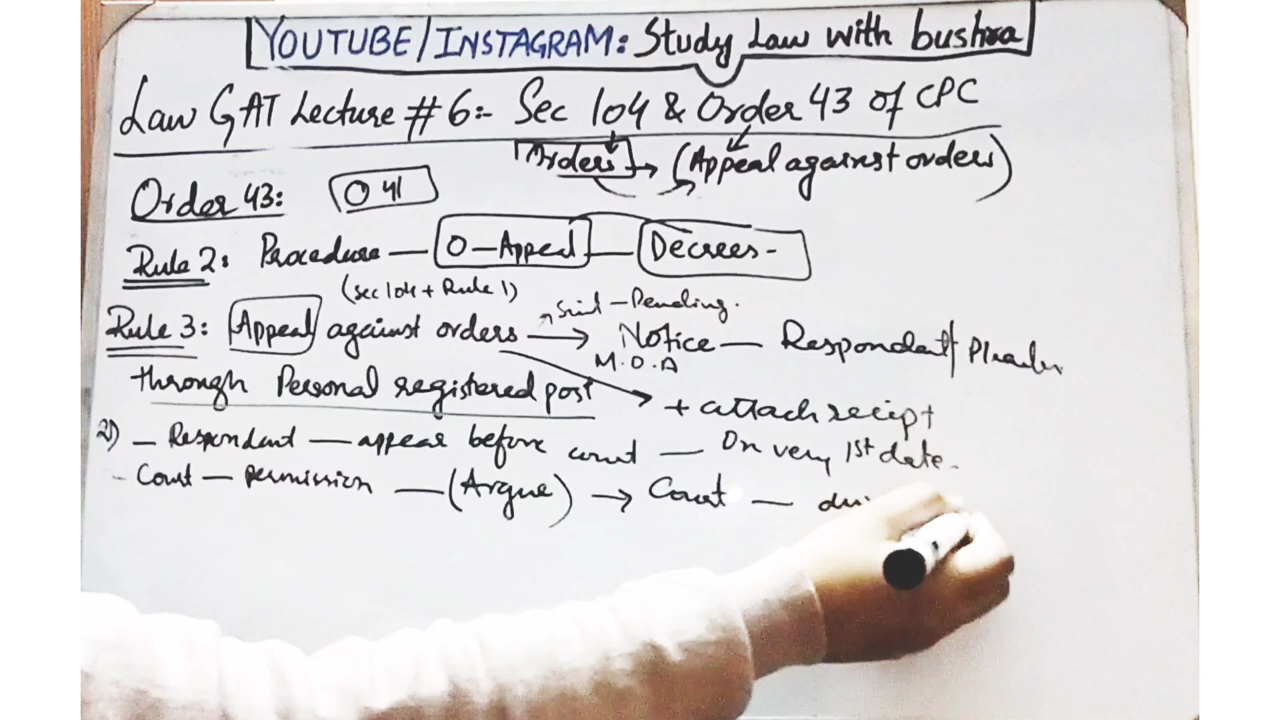 YOUTUBE/INSTAGRAM: Study Law with bushra
Law GAT Lecture # 6:- Sec 104 & Order 43 of CPC
Orders → (Appeal against orders)
Order 43: O 41
Rule 2: Procedure — O — Appeal — Decrees -
(sec 104 + Rule 1)
Suit - Pending.
Rule 3: Appeal against orders → Notice — Respondent / Pleader
M.O.A
through Personal registered post
+ attach recipt
2) — Respondent — appear before court — On very 1st date.
- Court — permission — (Argue) → Court —